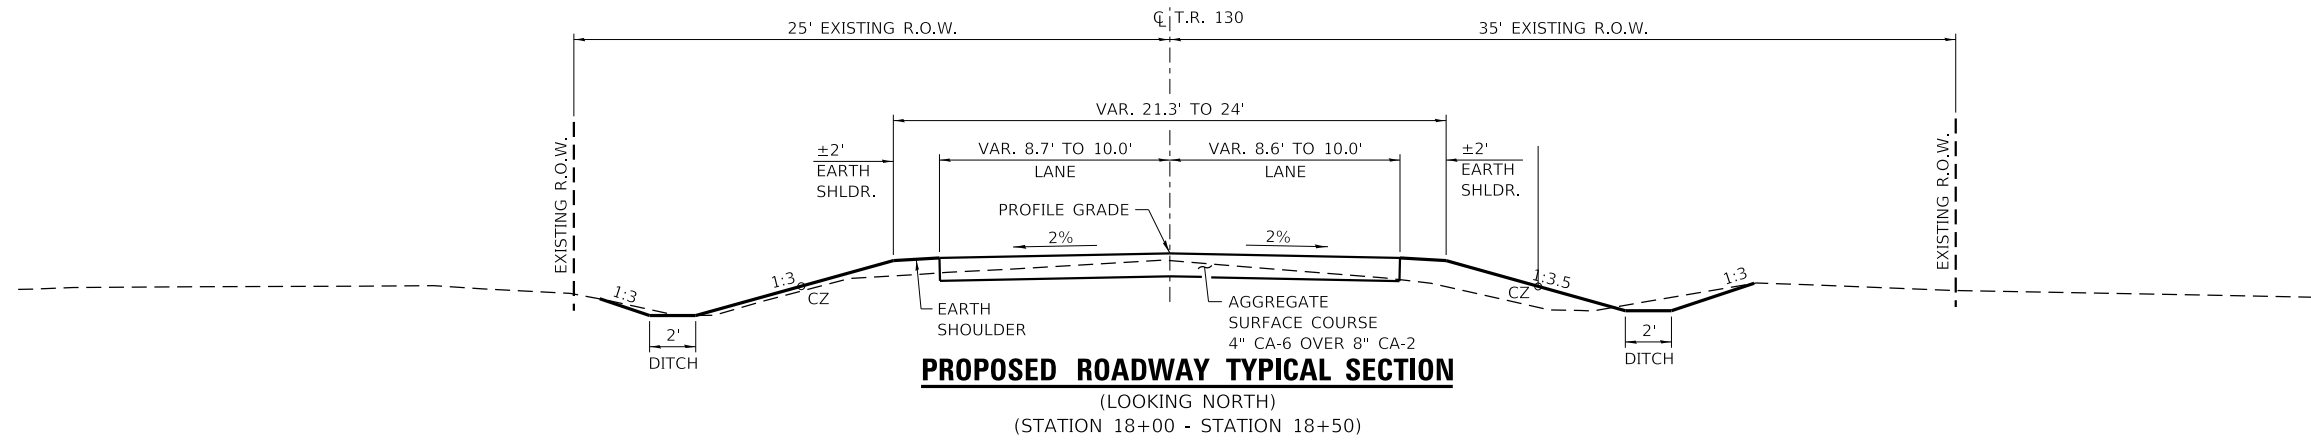 ℄ T.R. 130
25' EXISTING R.O.W.
35' EXISTING R.O.W.
VAR. 21.3' TO 24'
±2'
EARTH
SHLDR.
VAR. 8.7' TO 10.0'
LANE
VAR. 8.6' TO 10.0'
LANE
±2'
EARTH
SHLDR.
EXISTING R.O.W.
EXISTING R.O.W.
PROFILE GRADE
2%
2%
1:3
1:3
CZ
1:3.5
CZ
1:3
EARTH
SHOULDER
AGGREGATE
SURFACE COURSE
4" CA-6 OVER 8" CA-2
2'
DITCH
2'
DITCH
PROPOSED ROADWAY TYPICAL SECTION
(LOOKING NORTH)
(STATION 18+00 - STATION 18+50)